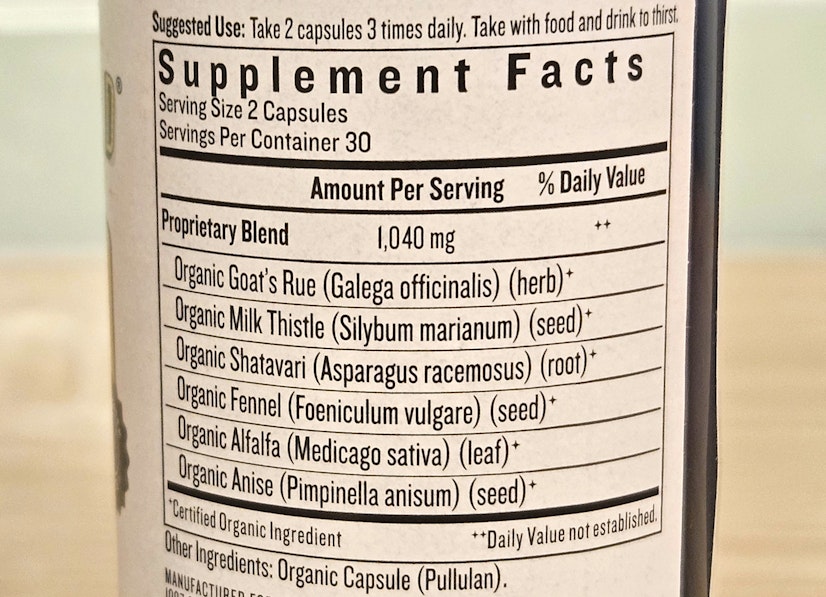 Suggested Use: Take 2 capsules 3 times daily. Take with food and drink to thirst.
Supplement Facts
Serving Size 2 Capsules
Servings Per Container 30
Amount Per Serving % Daily Value
Proprietary Blend 1,040 mg ++
Organic Goat's Rue (Galega officinalis) (herb)+
Organic Milk Thistle (Silybum marianum) (seed)+
Organic Shatavari (Asparagus racemosus) (root)+
Organic Fennel (Foeniculum vulgare) (seed)+
Organic Alfalfa (Medicago sativa) (leaf)+
Organic Anise (Pimpinella anisum) (seed)+
+Certified Organic Ingredient ++Daily Value not established.
Other Ingredients: Organic Capsule (Pullulan).
MANUFACTURED